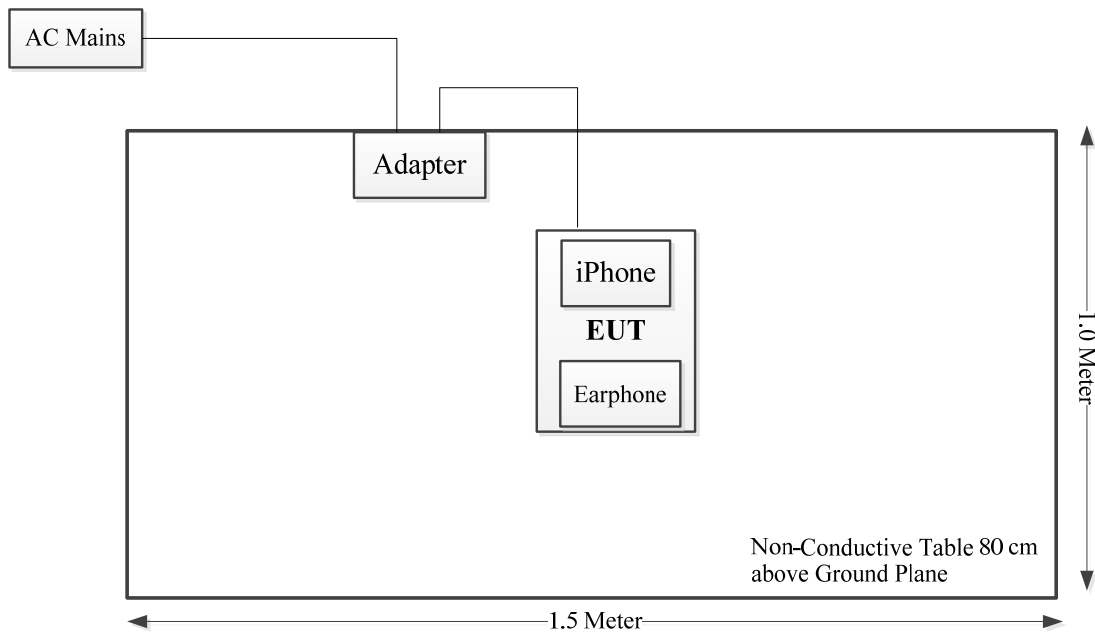 AC Mains
Adapter
iPhone
EUT
Earphone
1.0 Meter
Non-Conductive Table 80 cm
above Ground Plane
1.5 Meter